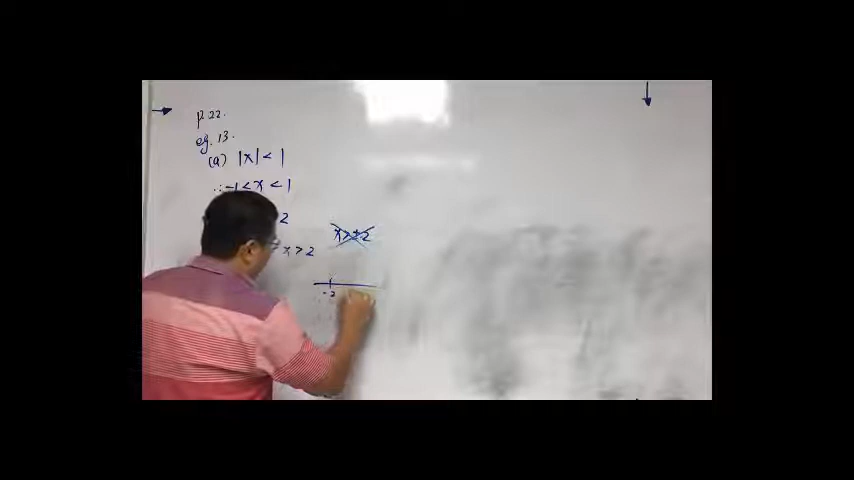 p.22.
eg. 13.
(a) |x| < 1
∴ -1 < x < 1
2
x > 2
x > ±2
-2